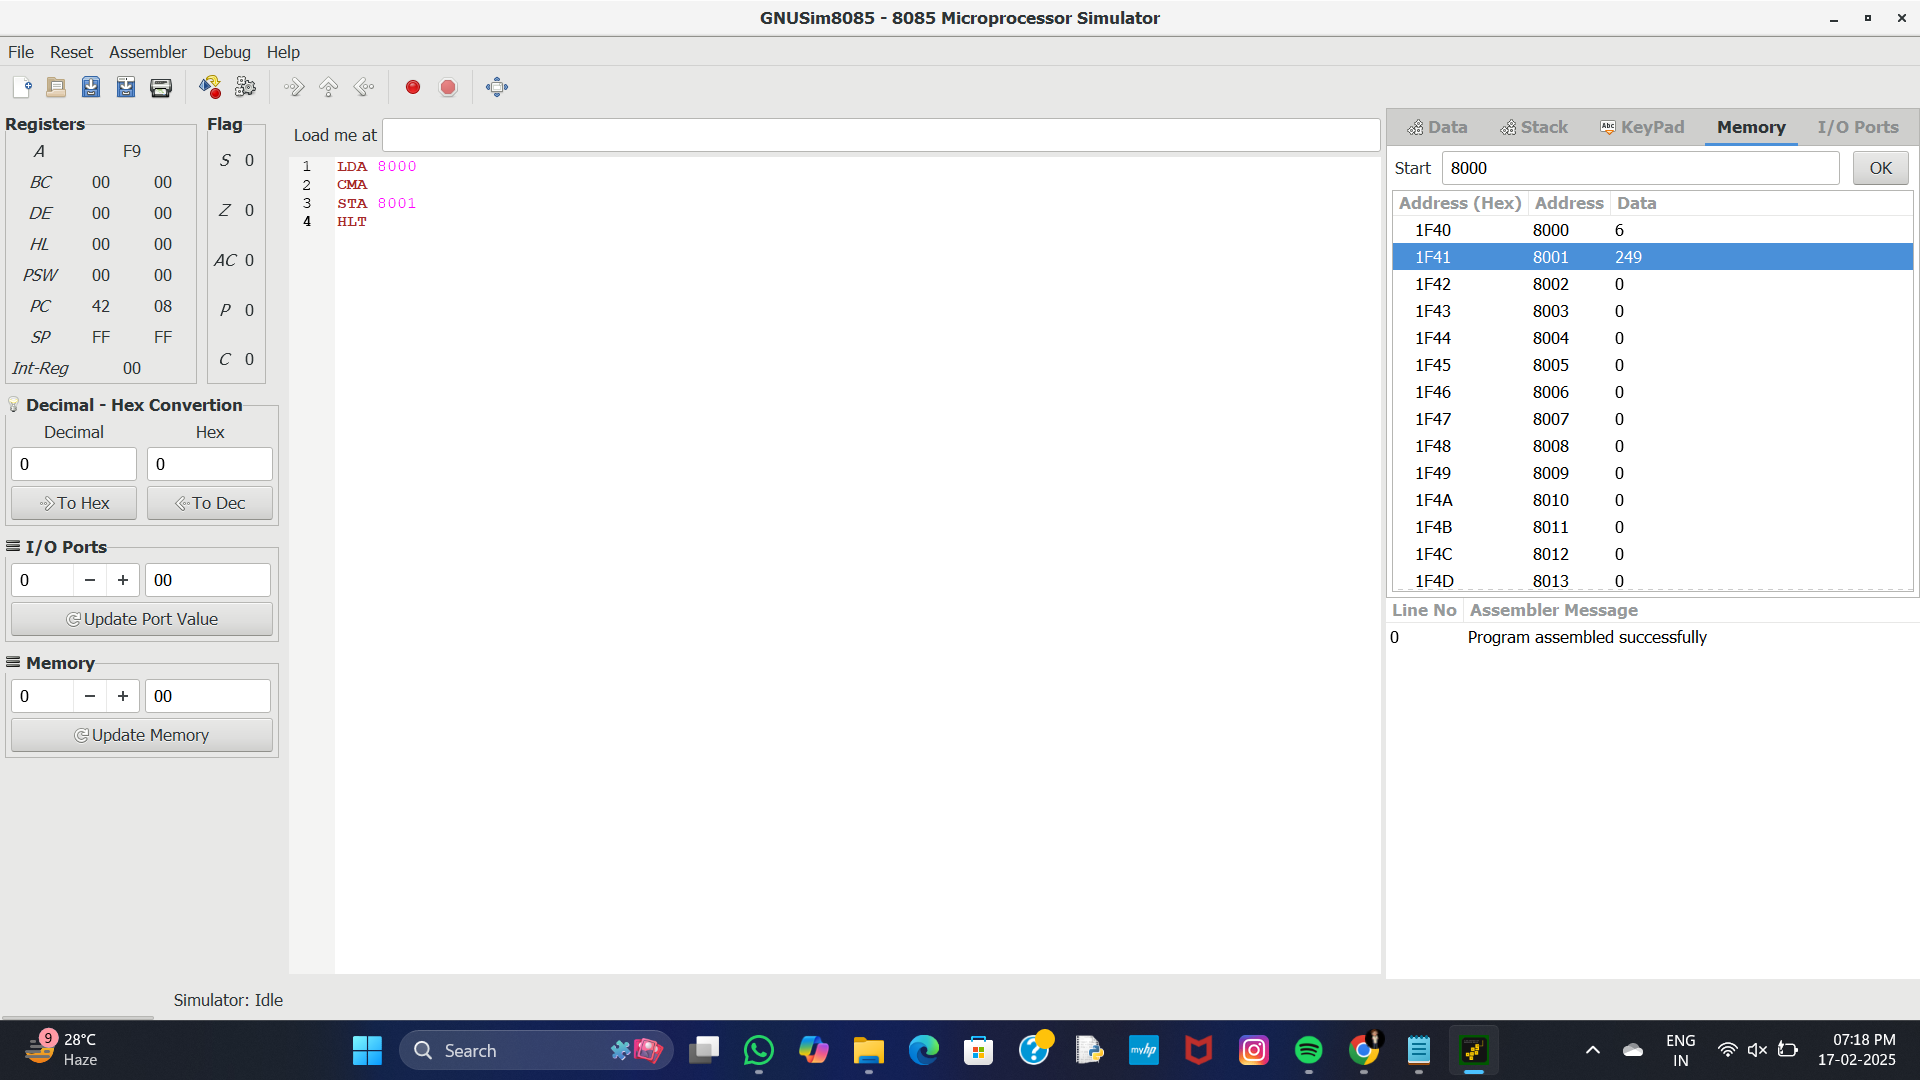 GNUSim8085 - 8085 Microprocessor Simulator
File Reset Assembler Debug Help
Registers
A F9
BC 00 00
DE 00 00
HL 00 00
PSW 00 00
PC 42 08
SP FF FF
Int-Reg 00
Flag
S 0
Z 0
AC 0
P 0
C 0
Decimal - Hex Convertion
Decimal Hex
0 0
To Hex To Dec
I/O Ports
0 − + 00
Update Port Value
Memory
0 − + 00
Update Memory
Load me at
1 LDA 8000
2 CMA
3 STA 8001
4 HLT
Data Stack Abc KeyPad Memory I/O Ports
Start 8000 OK
Address (Hex) Address Data
1F40 8000 6
1F41 8001 249
1F42 8002 0
1F43 8003 0
1F44 8004 0
1F45 8005 0
1F46 8006 0
1F47 8007 0
1F48 8008 0
1F49 8009 0
1F4A 8010 0
1F4B 8011 0
1F4C 8012 0
1F4D 8013 0
Line No Assembler Message
0 Program assembled successfully
Simulator: Idle
9 28°C
Haze
Search
myhp
ENG
IN
07:18 PM
17-02-2025